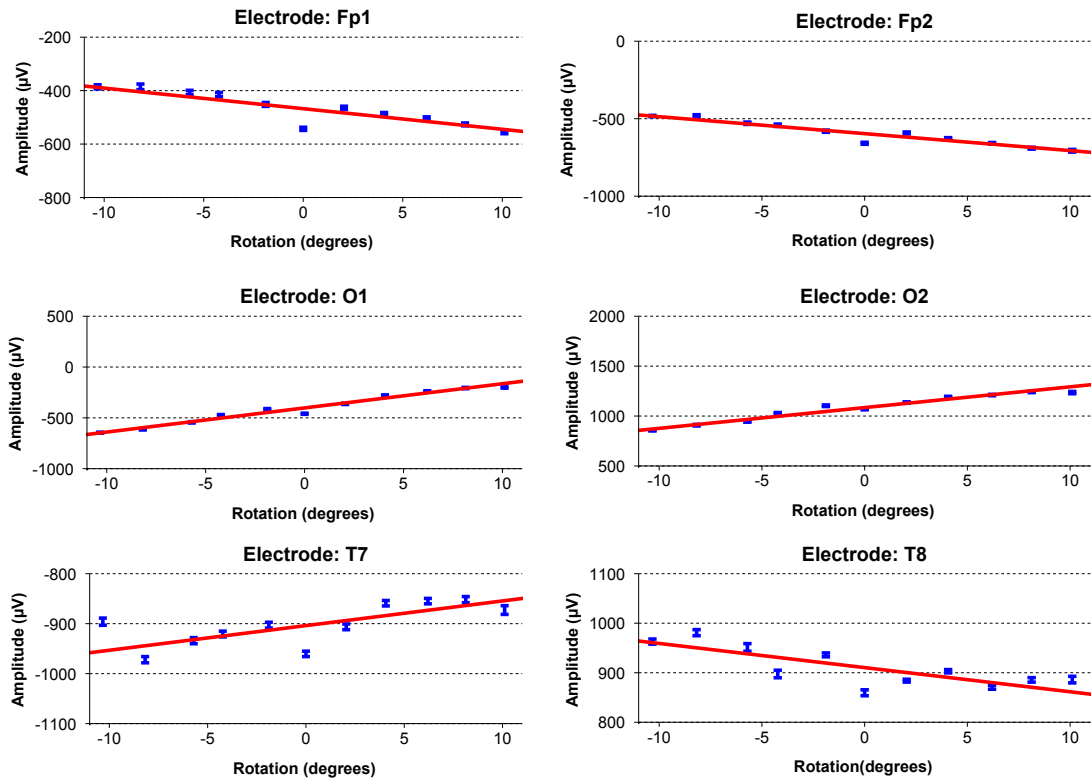 Electrode: Fp1
Amplitude (µV)
-200
-400
-600
-800
-10 -5 0 5 10
Rotation (degrees)
Electrode: Fp2
Amplitude (µV)
0
-500
-1000
-10 -5 0 5 10
Rotation (degrees)
Electrode: O1
Amplitude (µV)
500
0
-500
-1000
-10 -5 0 5 10
Rotation (degrees)
Electrode: O2
Amplitude (µV)
2000
1500
1000
500
-10 -5 0 5 10
Rotation (degrees)
Electrode: T7
Amplitude (µV)
-800
-900
-1000
-1100
-10 -5 0 5 10
Rotation (degrees)
Electrode: T8
Amplitude (µV)
1100
1000
900
800
-10 -5 0 5 10
Rotation(degrees)